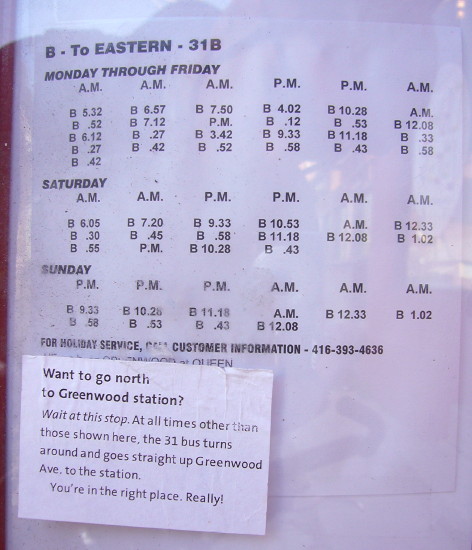 B - To EASTERN - 31B
MONDAY THROUGH FRIDAY
A.M. A.M. A.M. P.M. P.M. A.M.
B 5.32 B 6.57 B 7.50 B 4.02 B 10.28 A.M.
B .52 B 7.12 P.M. B .12 B .53 B 12.08
B 6.12 B .27 B 3.42 B 9.33 B 11.18 B .33
B .27 B .42 B .52 B .58 B .43 B .58
B .42
SATURDAY
A.M. A.M. P.M. P.M. A.M. A.M.
B 6.05 B 7.20 B 9.33 B 10.53 A.M. B 12.33
B .30 B .45 B .58 B 11.18 B 12.08 B 1.02
B .55 P.M. B 10.28 B .43
SUNDAY
P.M. P.M. P.M. A.M. A.M.
B 9.33 B 10.28 B 11.18 A.M. B 12.33 B 1.02
B .58 B .53 B .43 B 12.08
FOR HOLIDAY SERVICE, CUSTOMER INFORMATION - 416-393-4636
QUEEN
Want to go north
to Greenwood station?
Wait at this stop. At all times other than
those shown here, the 31 bus turns
around and goes straight up Greenwood
Ave. to the station.
You're in the right place. Really!